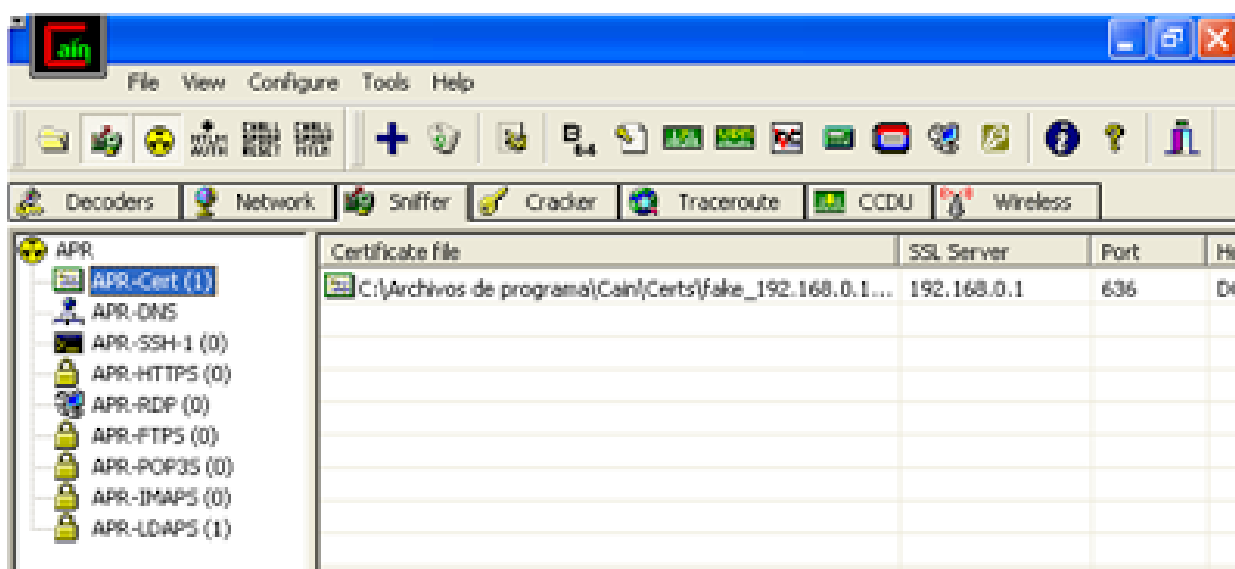 Cain
File View Configure Tools Help
Decoders Network Sniffer Cracker Traceroute CCDU Wireless
APR Certificate file SSL Server Port
APR-Cert (1) C:\Archivos de programa\Cain\Certs\fake_192.168.0.1... 192.168.0.1 636
APR-DNS
APR-SSH-1 (0)
APR-HTTPS (0)
APR-RDP (0)
APR-FTPS (0)
APR-POP3S (0)
APR-IMAPS (0)
APR-LDAPS (1)